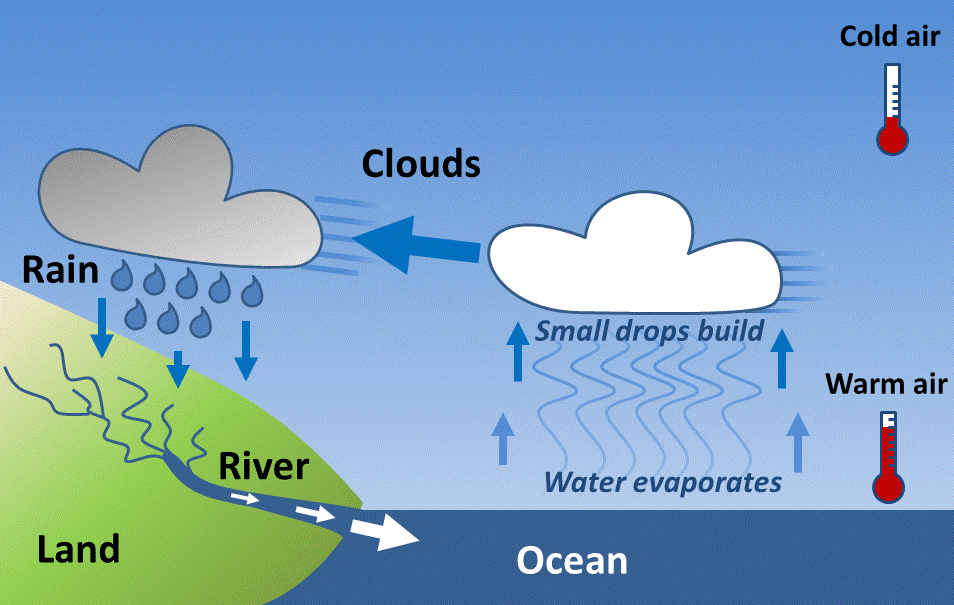 Cold air
Clouds
Rain
Small drops build
Warm air
River
Water evaporates
Land
Ocean